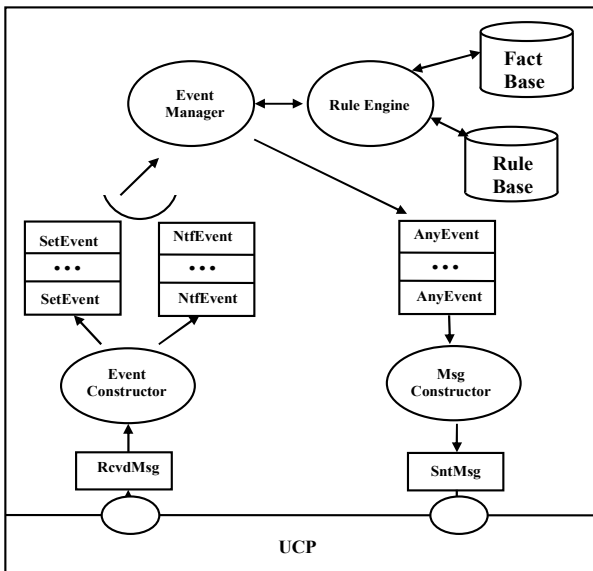 Fact
Base
Event
Manager
Rule Engine
Rule
Base
SetEvent
•••
SetEvent
NtfEvent
•••
NtfEvent
AnyEvent
•••
AnyEvent
Event
Constructor
Msg
Constructor
RcvdMsg
SntMsg
UCP